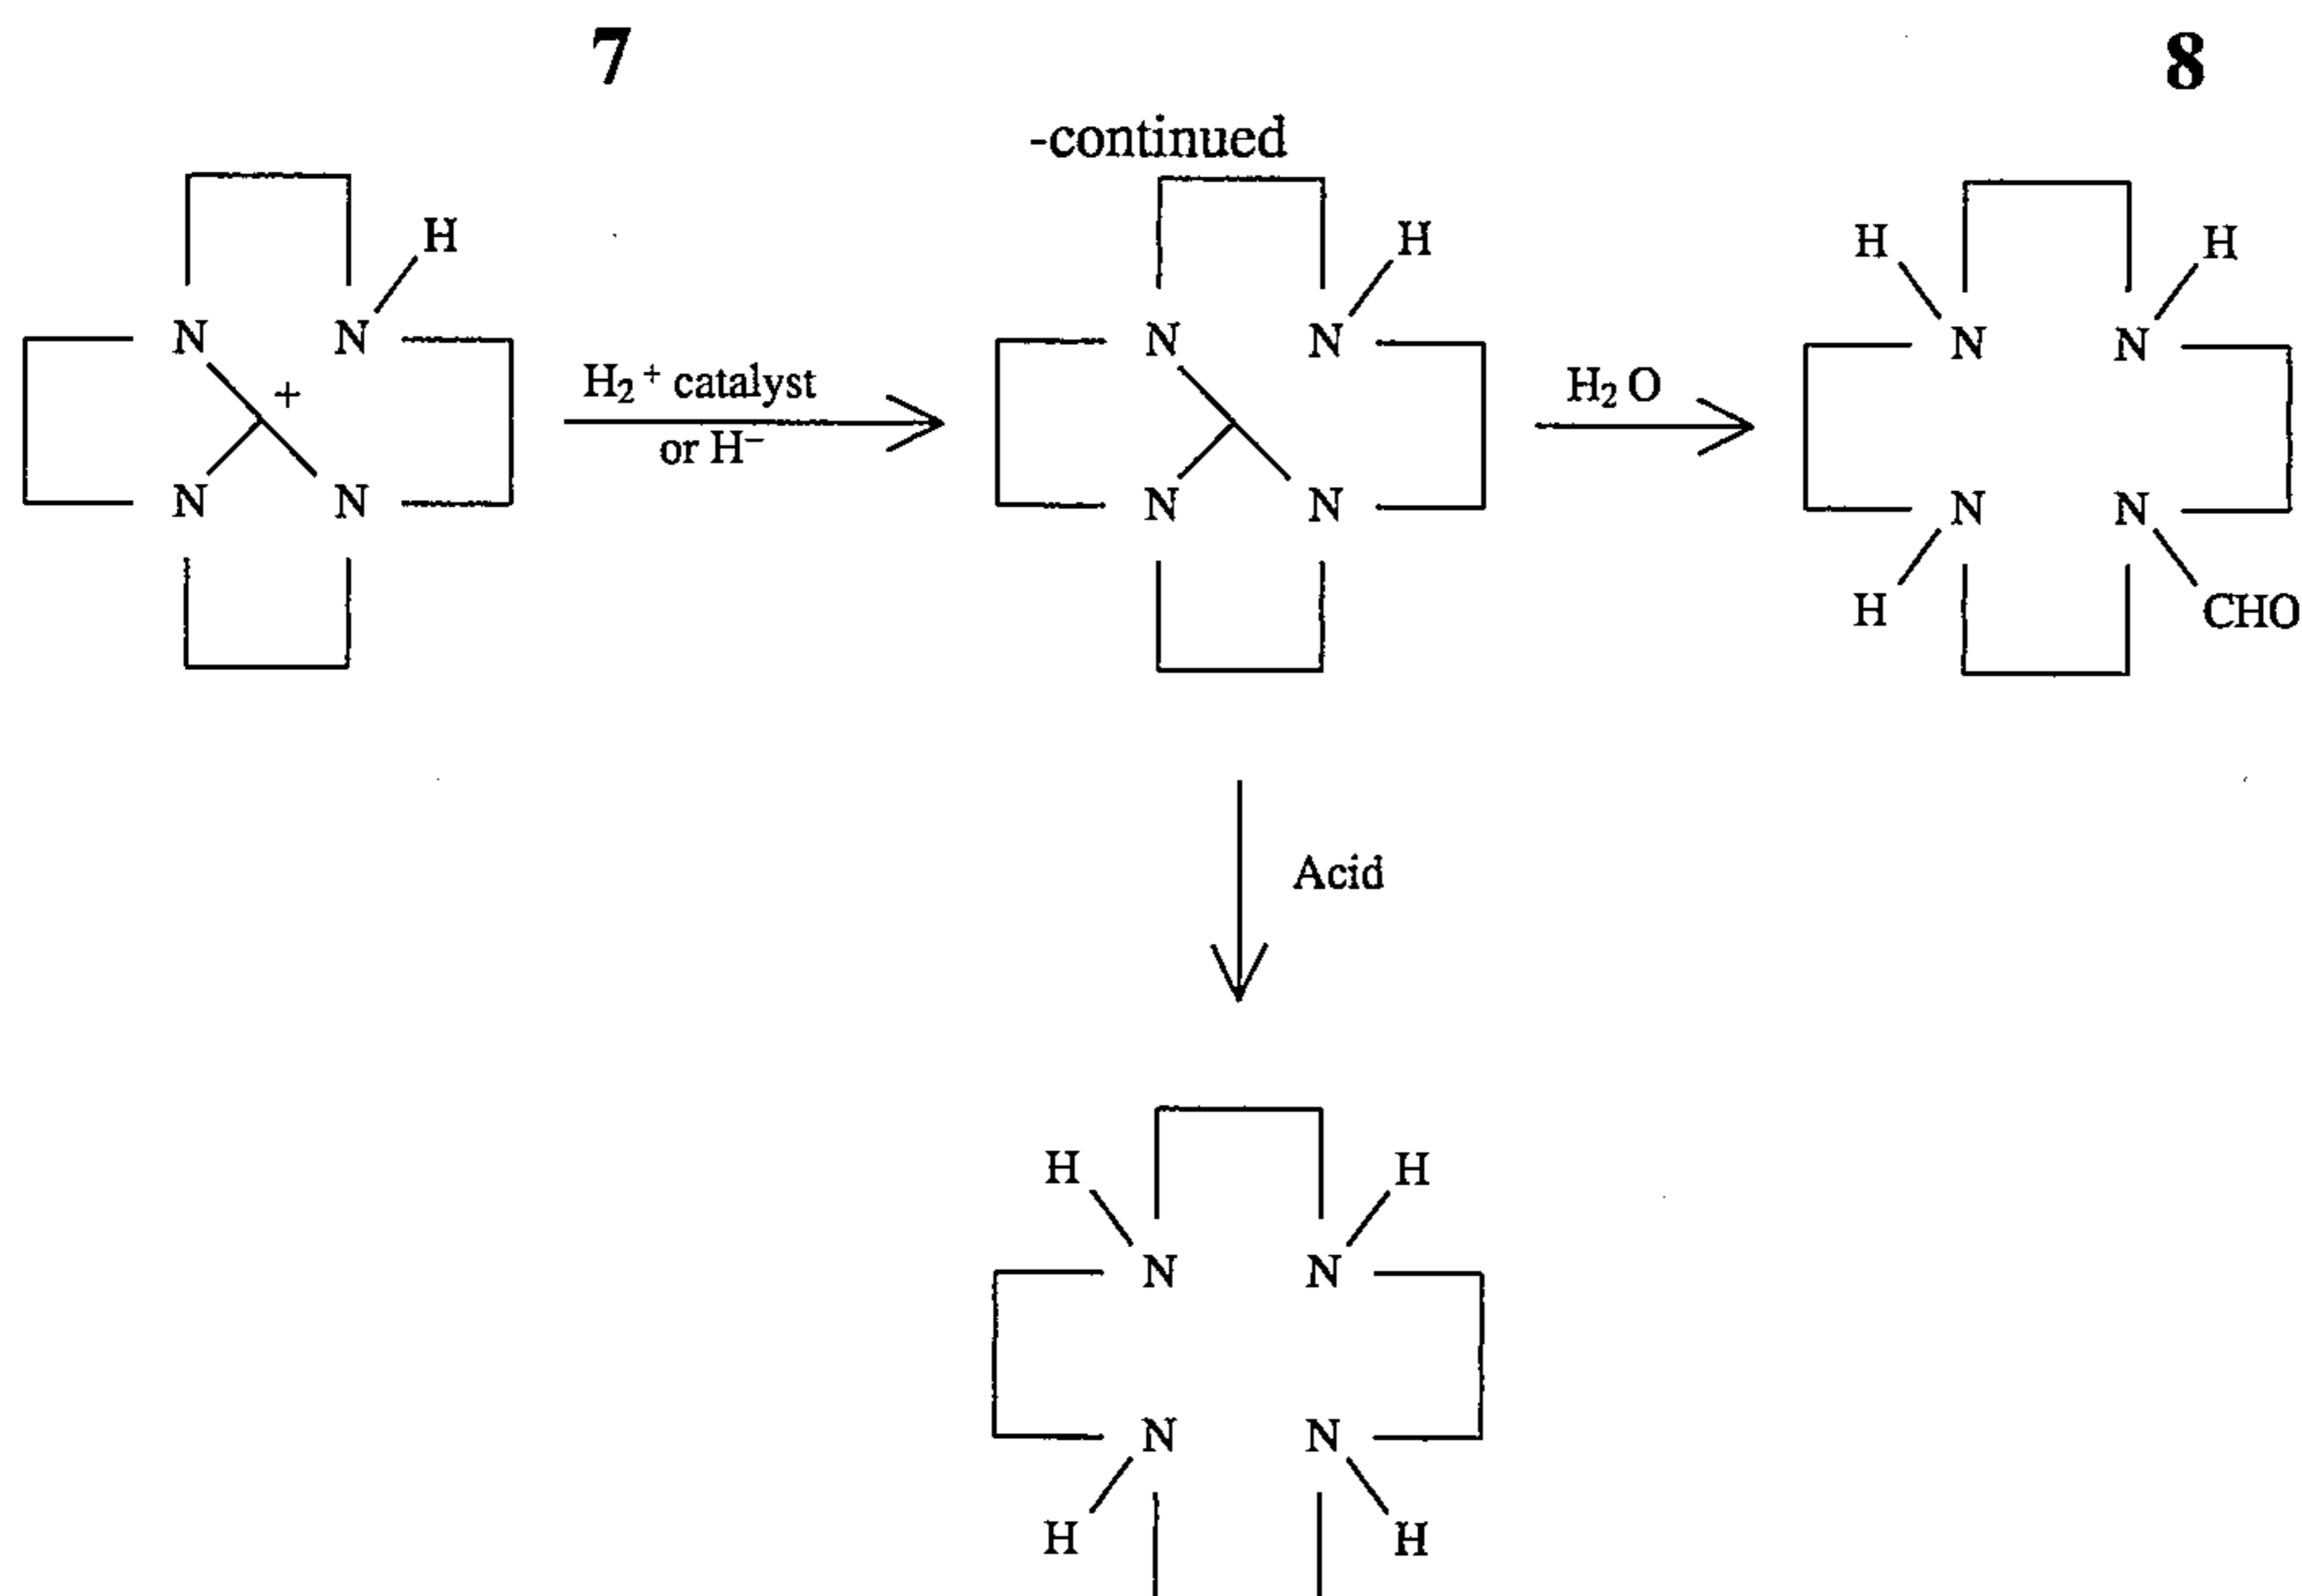 7 8
-continued
H H H H
N N N N N N
+
H₂ + catalyst
or H⁻
H₂ O
N N N N N N
H CHO
Acid
H H
N N
N N
H H